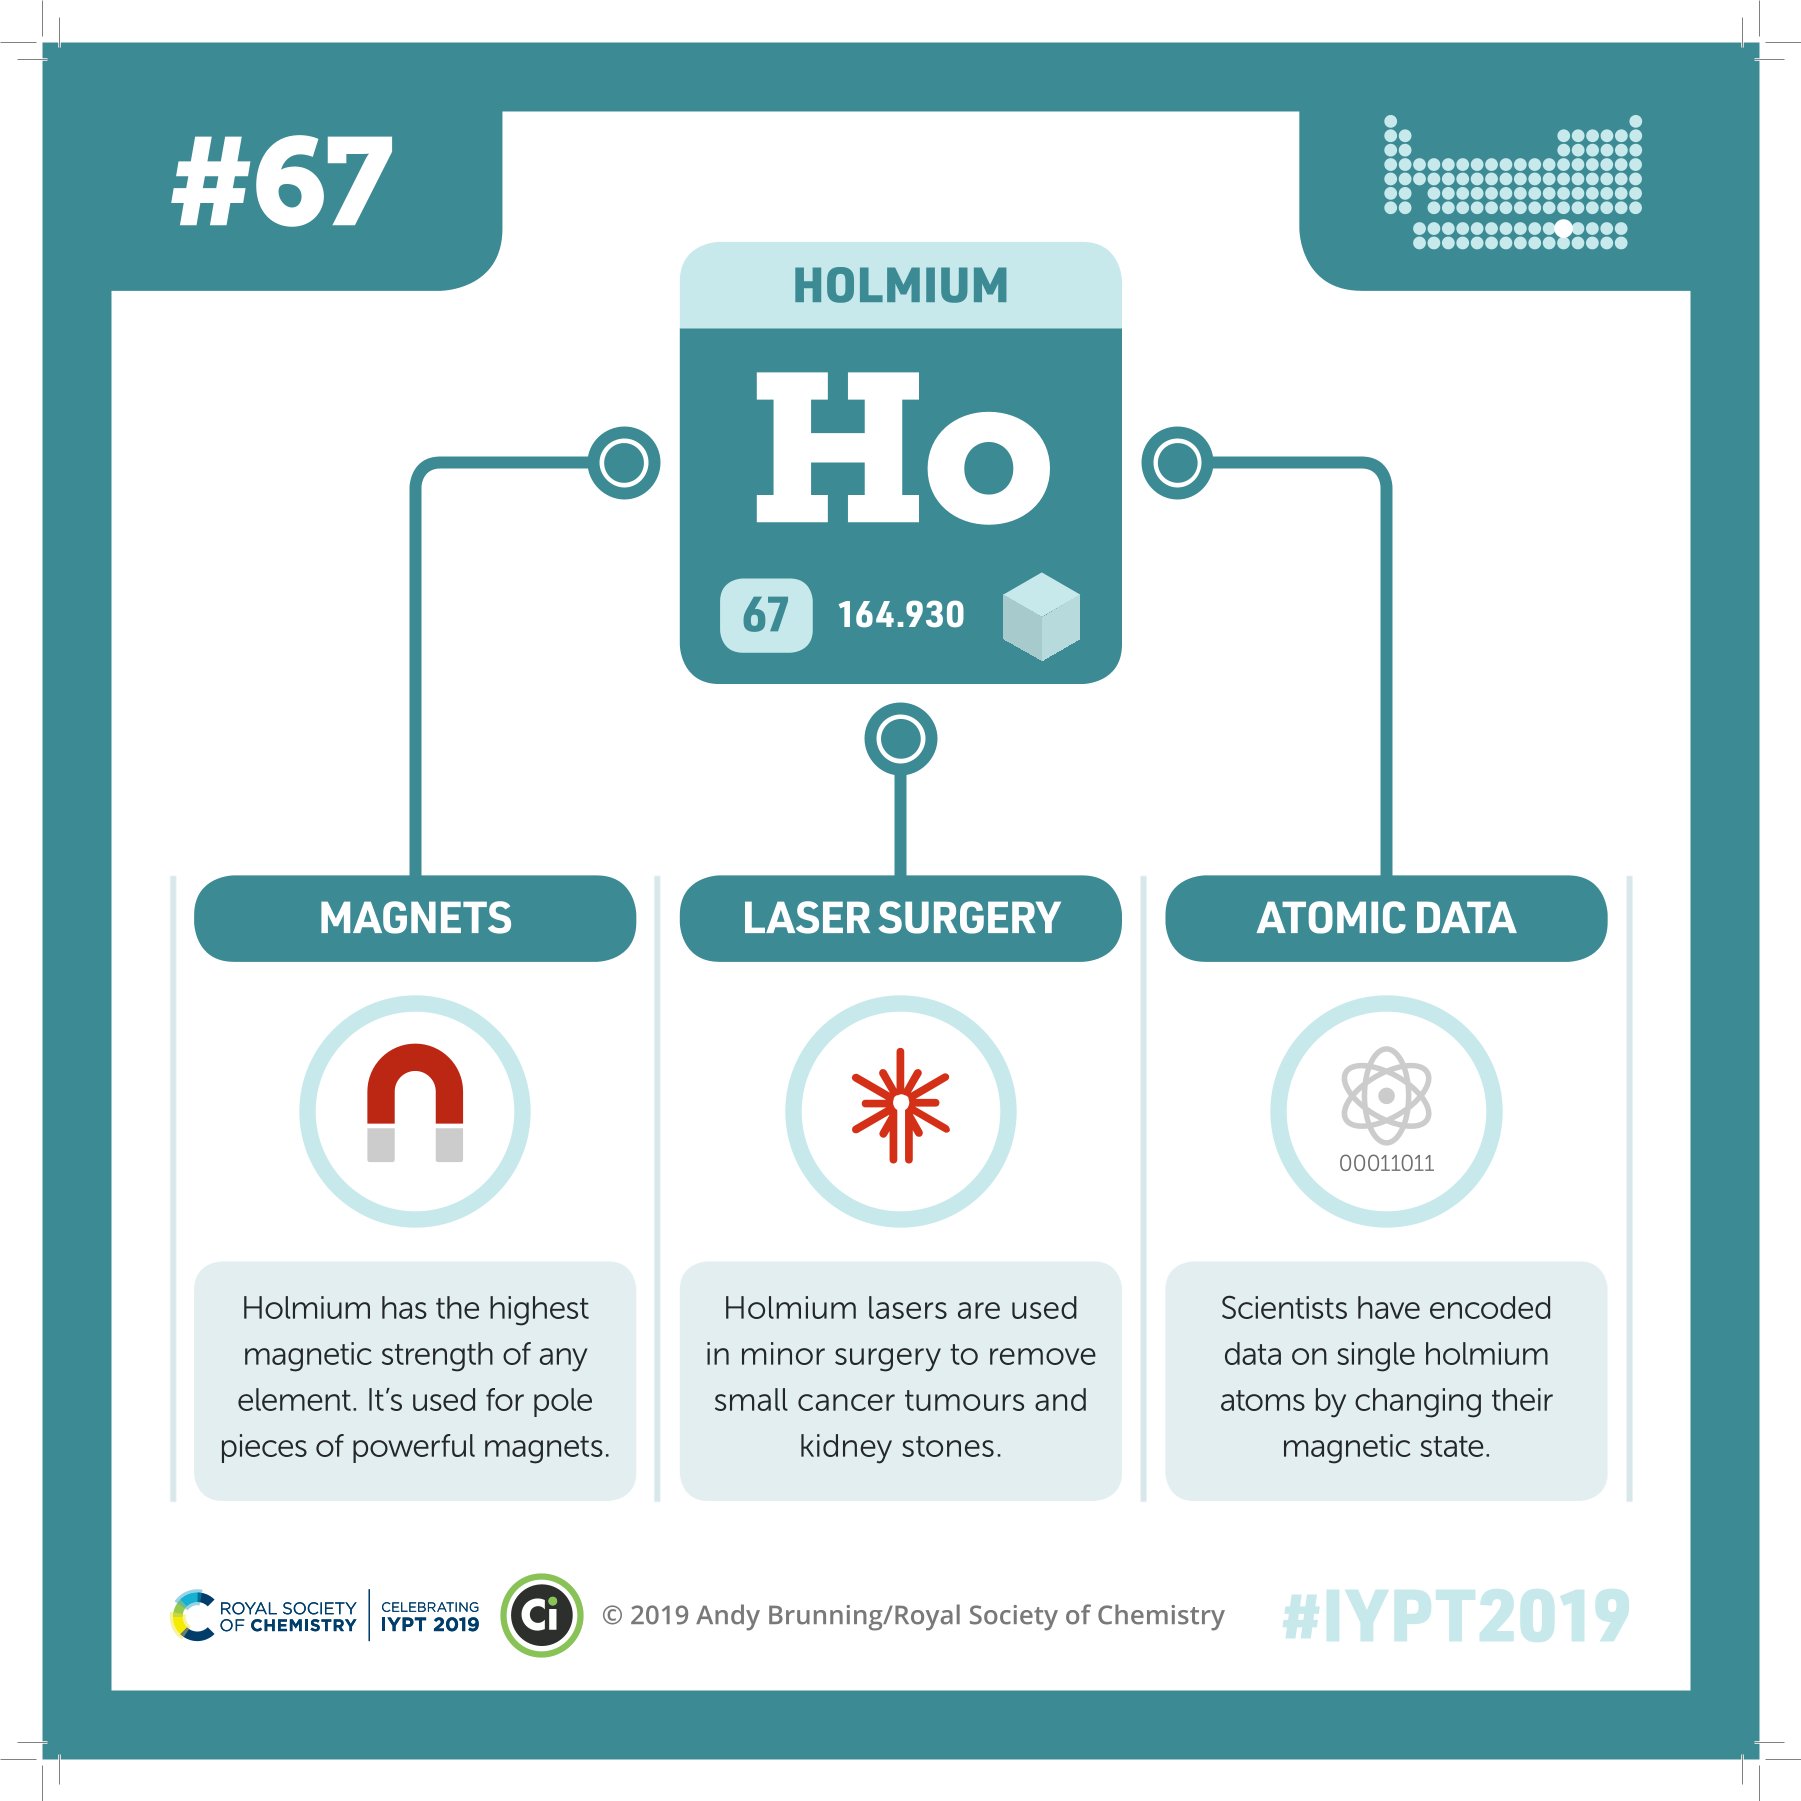 #67
HOLMIUM
Ho
67
164.930
MAGNETS
LASER SURGERY
ATOMIC DATA
00011011
Holmium has the highest
magnetic strength of any
element. It's used for pole
pieces of powerful magnets.
Holmium lasers are used
in minor surgery to remove
small cancer tumours and
kidney stones.
Scientists have encoded
data on single holmium
atoms by changing their
magnetic state.
ROYAL SOCIETY
OF CHEMISTRY
CELEBRATING
IYPT 2019
Ci
© 2019 Andy Brunning/Royal Society of Chemistry
#IYPT2019